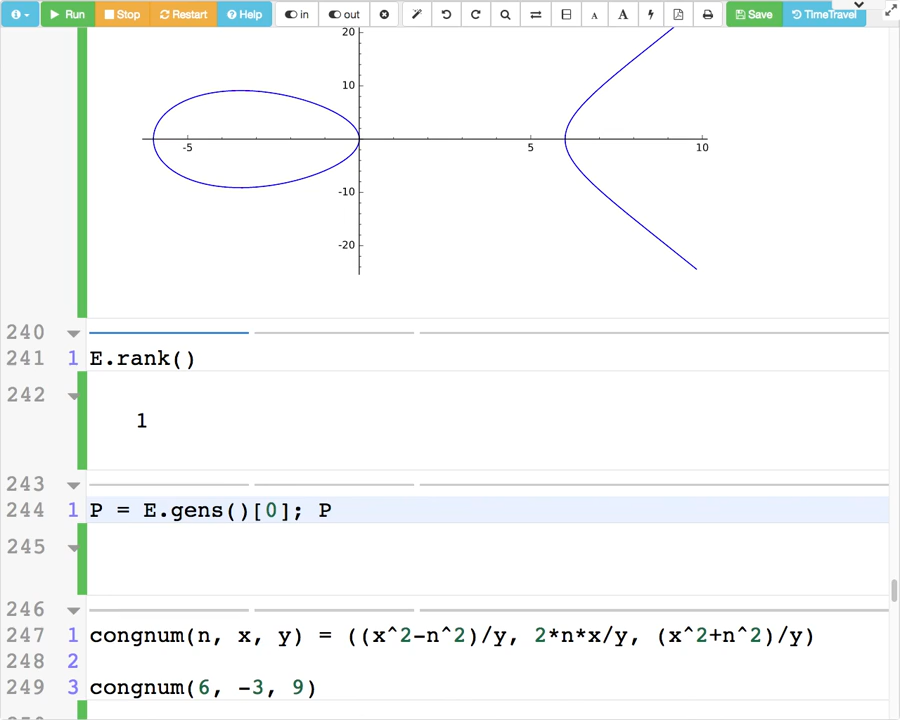 Run Stop Restart Help in out A A Save TimeTravel
20
10
-5 5 10
-10
-20
240
241 1 E.rank()
242
1
243
244 1 P = E.gens()[0]; P
245
246
247 1 congnum(n, x, y) = ((x^2-n^2)/y, 2*n*x/y, (x^2+n^2)/y)
248 2
249 3 congnum(6, -3, 9)